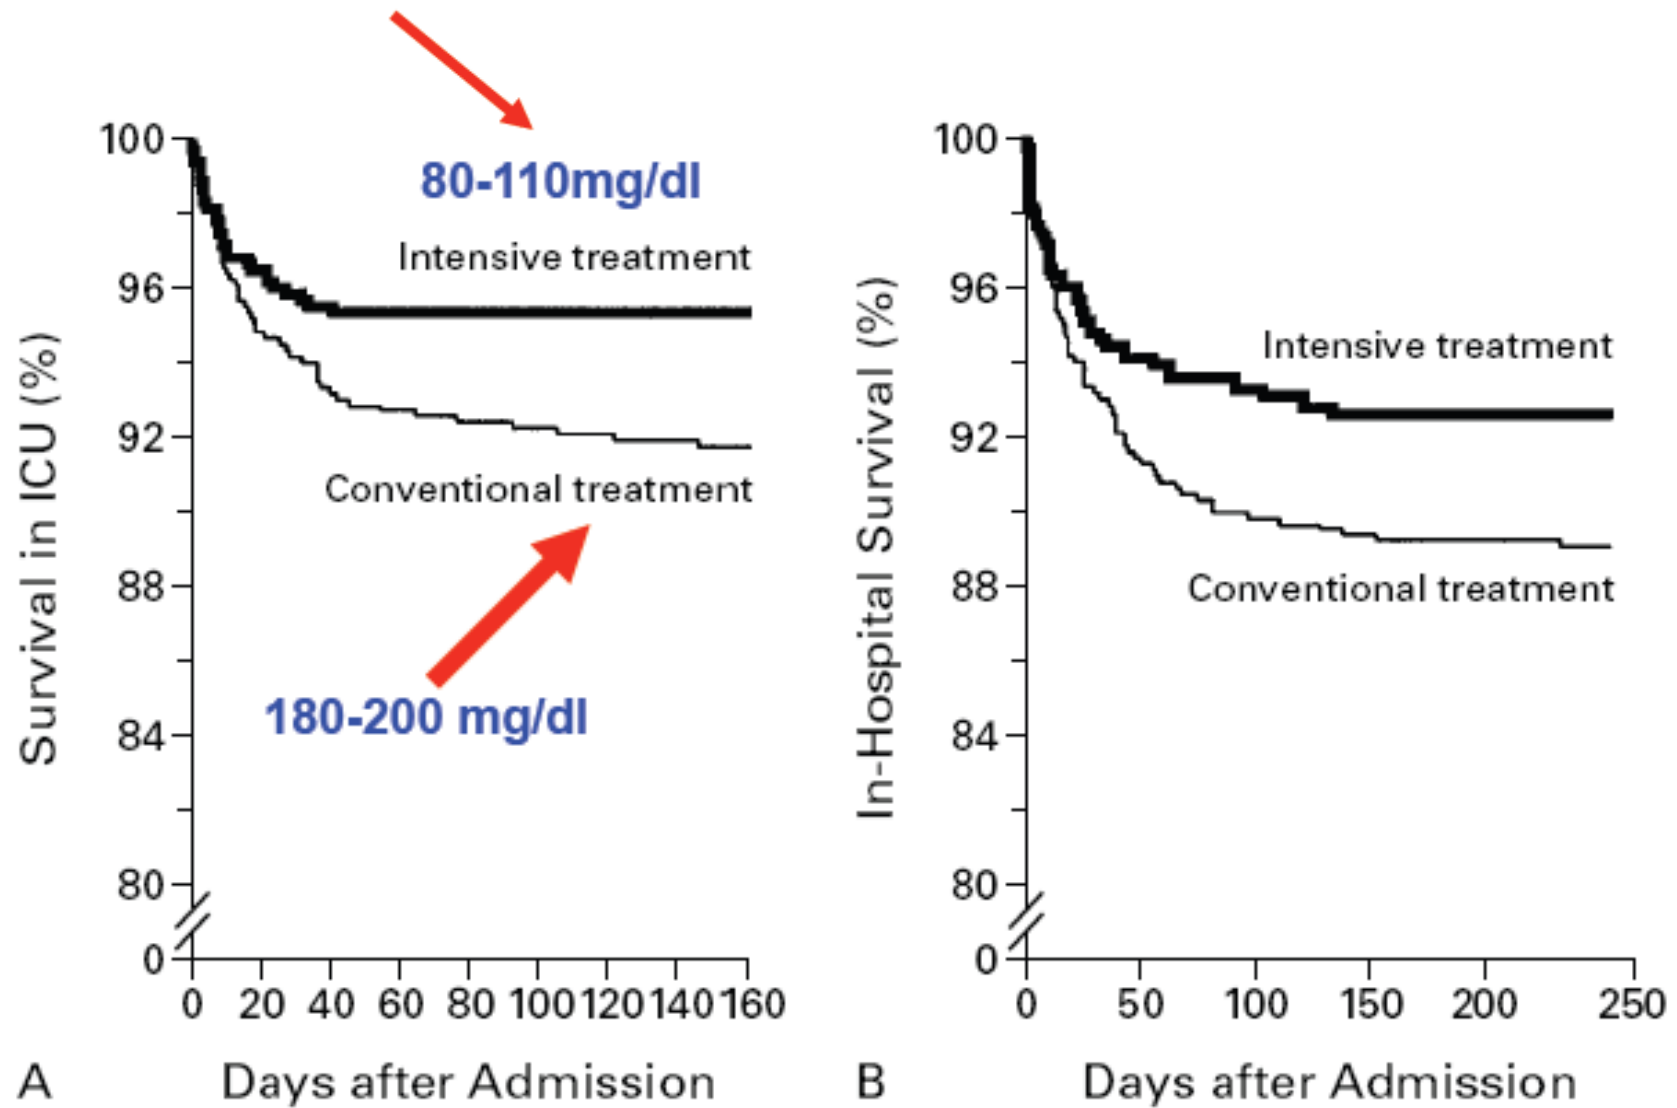 80-110mg/dl
Intensive treatment
Conventional treatment
180-200 mg/dl
Survival in ICU (%)
100
96
92
88
84
80
0
0 20 40 60 80 100 120 140 160
A Days after Admission
Intensive treatment
Conventional treatment
In-Hospital Survival (%)
100
96
92
88
84
80
0
0 50 100 150 200 250
B Days after Admission